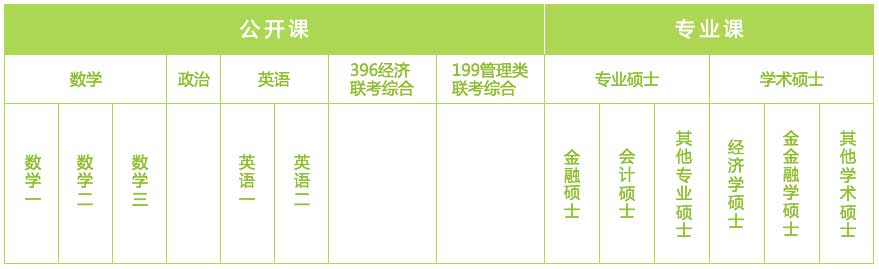 公开课
专业课
数学
政治
英语
396经济
联考综合
199管理类
联考综合
专业硕士
学术硕士
数学一
数学二
数学三
英语一
英语二
金融硕士
会计硕士
其他专业硕士
经济学硕士
金金融学硕士
其他学术硕士